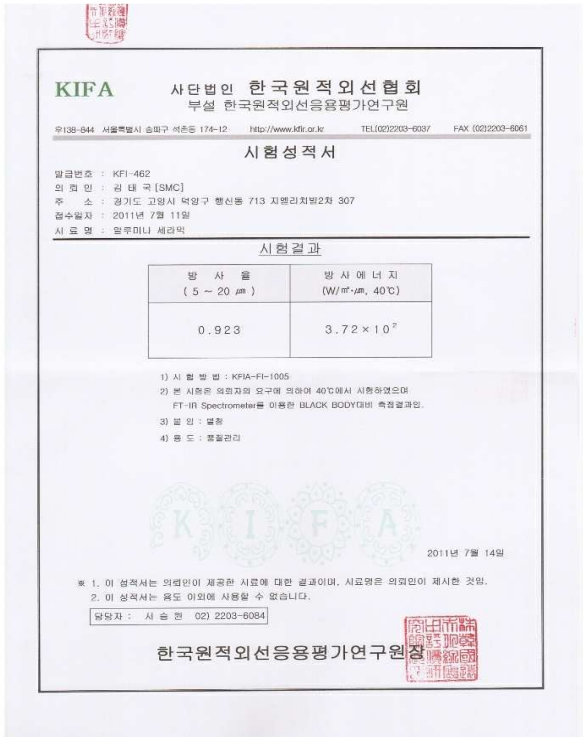 KIFA
사단법인 한국원적외선협회
부설 한국원적외선응용평가연구원
우138-844 서울특별시 송파구 석촌동 174-12 http://www.kfir.or.kr TEL(02)2203-6037 FAX (02)2203-6061
시험성적서
발급번호 : KFI-462
의 뢰 인 : 김 태 국 [SMC]
주 소 : 경기도 고양시 덕양구 행신동 713 지엘리치빌2차 307
접수일자 : 2011년 7월 11일
시 료 명 : 알루미나 세라믹
시험결과
방 사 율 방 사 에 너 지
( 5 ~ 20 ㎛ ) (W/㎡·㎛, 40℃)
0.923 3.72×10²
1) 시 험 방 법 : KFIA-FI-1005
2) 본 시험은 의뢰자의 요구에 의하여 40℃에서 시험하였으며
FT-IR Spectrometer를 이용한 BLACK BODY대비 측정결과임.
3) 붙 임 : 별첨
4) 용 도 : 품질관리
KIFA
2011년 7월 14일
※ 1. 이 성적서는 의뢰인이 제공한 시료에 대한 결과이며, 시료명은 의뢰인이 제시한 것임.
2. 이 성적서는 용도 이외에 사용할 수 없습니다.
담당자 : 서 승 원 02) 2203-6084
한국원적외선응용평가연구원장